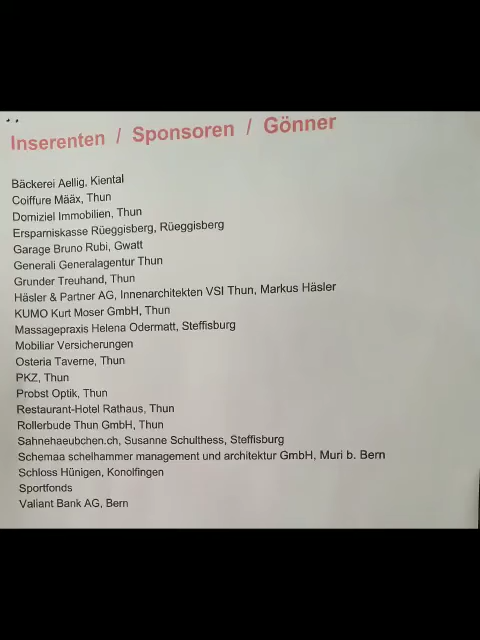 Inserenten / Sponsoren / Gönner
Bäckerei Aellig, Kiental
Coiffure Määx, Thun
Domiziel Immobilien, Thun
Ersparniskasse Rüeggisberg, Rüeggisberg
Garage Bruno Rubi, Gwatt
Generali Generalagentur Thun
Grunder Treuhand, Thun
Häsler & Partner AG, Innenarchitekten VSI Thun, Markus Häsler
KUMO Kurt Moser GmbH, Thun
Massagepraxis Helena Odermatt, Steffisburg
Mobiliar Versicherungen
Osteria Taverne, Thun
PKZ, Thun
Probst Optik, Thun
Restaurant-Hotel Rathaus, Thun
Rollerbude Thun GmbH, Thun
Sahnehaeubchen.ch, Susanne Schulthess, Steffisburg
Schemaa schelhammer management und architektur GmbH, Muri b. Bern
Schloss Hünigen, Konolfingen
Sportfonds
Valiant Bank AG, Bern